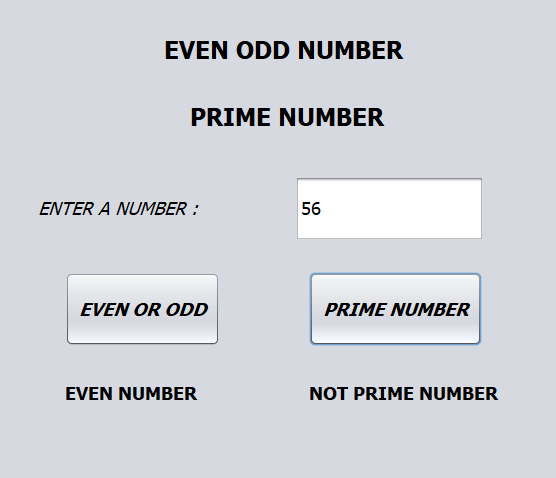 EVEN ODD NUMBER
PRIME NUMBER
ENTER A NUMBER : 56
EVEN OR ODD PRIME NUMBER
EVEN NUMBER NOT PRIME NUMBER